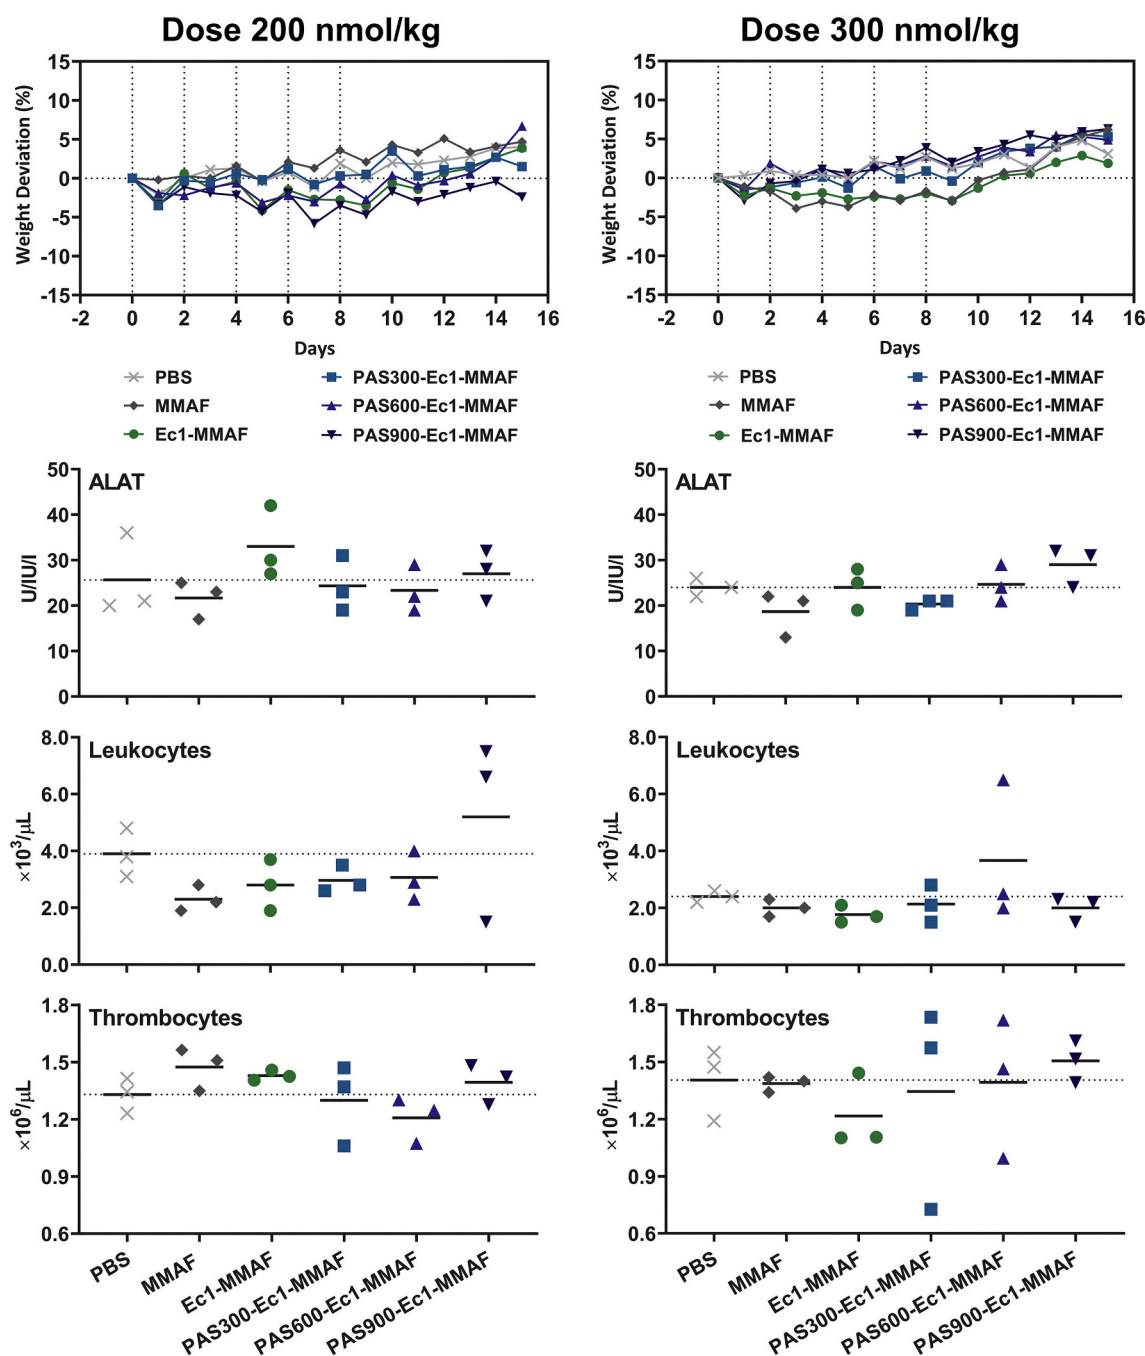 Dose 200 nmol/kg
Dose 300 nmol/kg
Weight Deviation (%)
15
10
5
0
-5
-10
-15
-2 0 2 4 6 8 10 12 14 16
Days
Weight Deviation (%)
15
10
5
0
-5
-10
-15
-2 0 2 4 6 8 10 12 14 16
Days
PBS
MMAF
Ec1-MMAF
PAS300-Ec1-MMAF
PAS600-Ec1-MMAF
PAS900-Ec1-MMAF
PBS
MMAF
Ec1-MMAF
PAS300-Ec1-MMAF
PAS600-Ec1-MMAF
PAS900-Ec1-MMAF
ALAT
U/IU/l
50
40
30
20
10
0
ALAT
U/IU/l
50
40
30
20
10
0
Leukocytes
×10³/µL
8.0
6.0
4.0
2.0
0.0
Leukocytes
×10³/µL
8.0
6.0
4.0
2.0
0.0
Thrombocytes
×10⁶/µL
1.8
1.5
1.2
0.9
0.6
Thrombocytes
×10⁶/µL
1.8
1.5
1.2
0.9
0.6
PBS
MMAF
Ec1-MMAF
PAS300-Ec1-MMAF
PAS600-Ec1-MMAF
PAS900-Ec1-MMAF
PBS
MMAF
Ec1-MMAF
PAS300-Ec1-MMAF
PAS600-Ec1-MMAF
PAS900-Ec1-MMAF